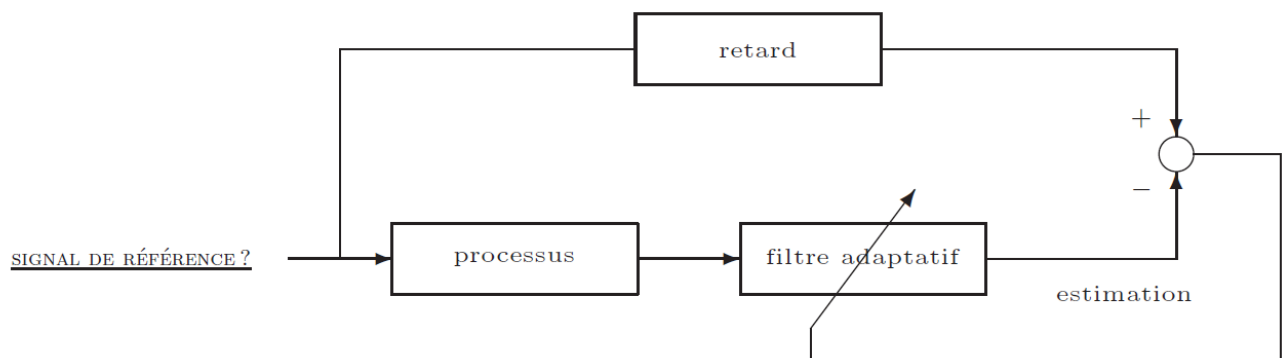 retard
+
−
SIGNAL DE RÉFÉRENCE ?
processus
filtre adaptatif
estimation